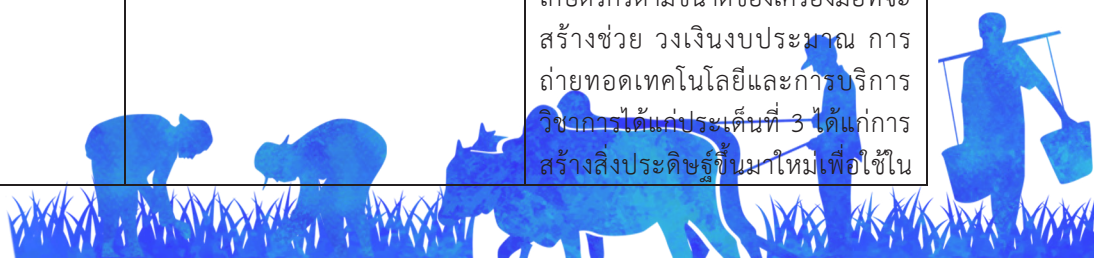 สร้างช่วย วงเงินงบประมาณ การ
ถ่ายทอดเทคโนโลยีและการบริการ
วิชาการได้แก่ประเด็นที่ 3 ได้แก่การ
สร้างสิ่งประดิษฐ์ขึ้นมาใหม่เพื่อใช้ใน